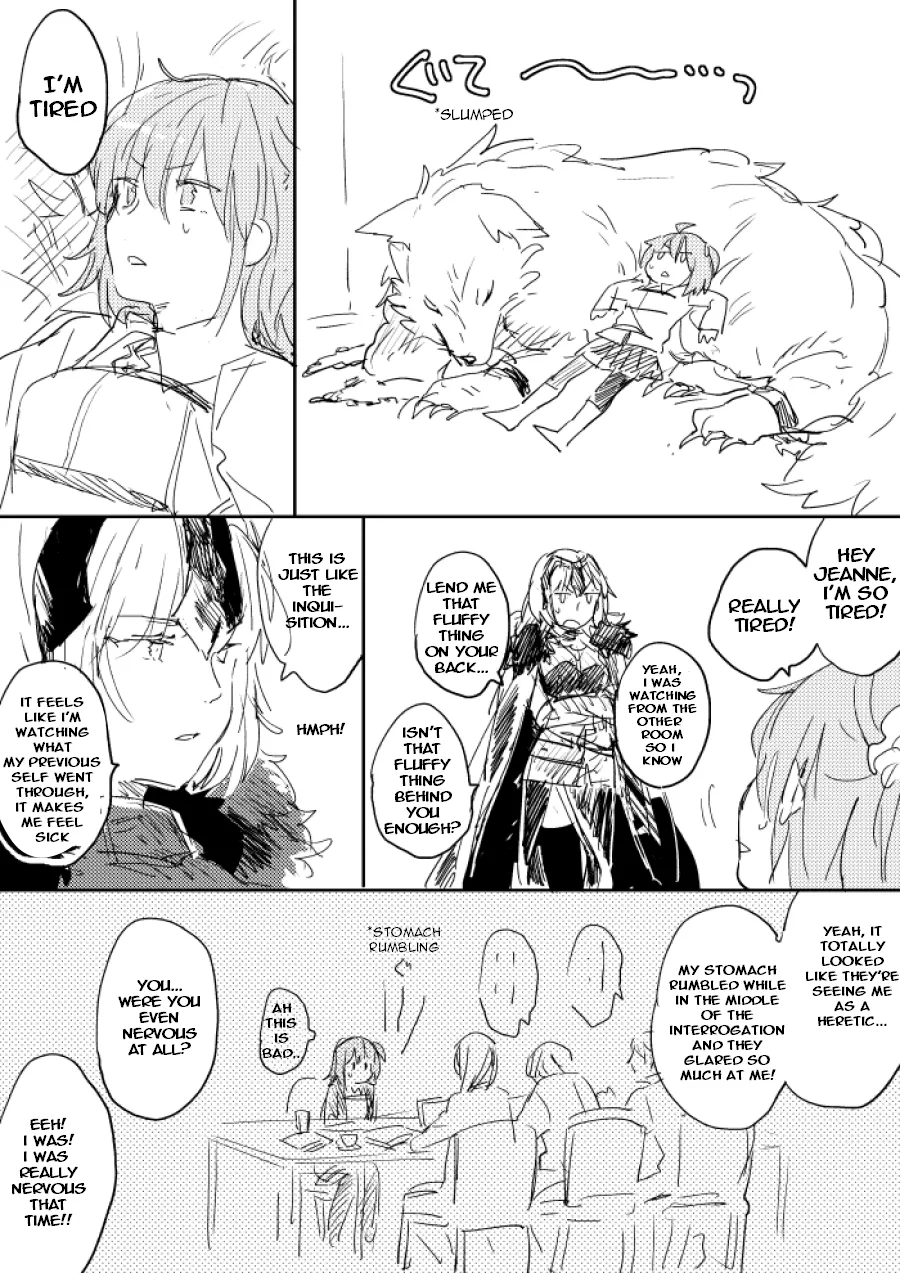 ぐて〜…っ
*SLUMPED
I'M
TIRED
HEY
JEANNE,
I'M SO
TIRED!
REALLY
TIRED!
YEAH,
I WAS
WATCHING
FROM THE
OTHER
ROOM
SO I
KNOW
LEND ME
THAT
FLUFFY
THING
ON YOUR
BACK...
ISN'T
THAT
FLUFFY
THING
BEHIND
YOU
ENOUGH?
THIS IS
JUST LIKE
THE
INQUI-
SITION...
HMPH!
IT FEELS
LIKE I'M
WATCHING
WHAT
MY PREVIOUS
SELF WENT
THROUGH,
IT MAKES
ME FEEL
SICK
YEAH, IT
TOTALLY
LOOKED
LIKE THEY'RE
SEEING ME
AS A
HERETIC...
MY STOMACH
RUMBLED WHILE
IN THE MIDDLE
OF THE
INTERROGATION
AND THEY
GLARED SO
MUCH AT ME!
*STOMACH
RUMBLING
AH
THIS
IS
BAD..
YOU...
WERE YOU
EVEN
NERVOUS
AT ALL?
EEH!
I WAS!
I WAS
REALLY
NERVOUS
THAT
TIME!!